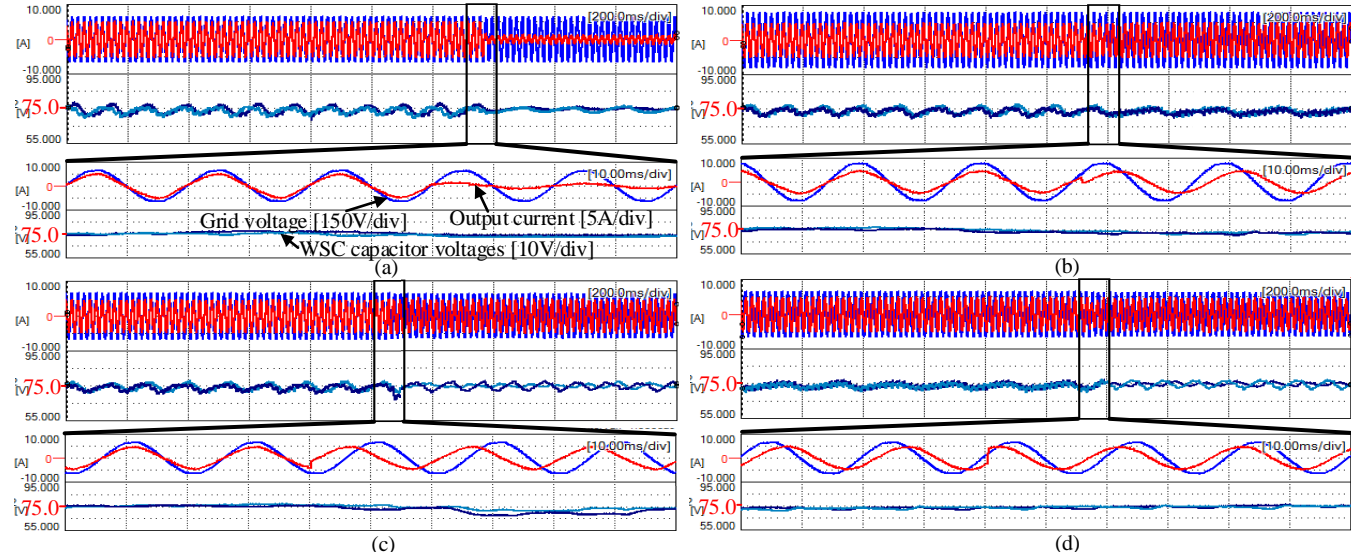 10.000
[200.0ms/div]
[A] 0
-10.000
95.000
75.0
[V]
55.000
10.000
[10.00ms/div]
[A] 0
-10.000
Grid voltage [150V/div]
Output current [5A/div]
95.000
75.0
[V]
WSC capacitor voltages [10V/div]
55.000
(a)
10.000
[200.0ms/div]
[A] 0
-10.000
95.000
75.0
[V]
55.000
10.000
[10.00ms/div]
[A] 0
-10.000
95.000
75.0
[V]
55.000
(b)
10.000
[200.0ms/div]
[A] 0
-10.000
95.000
75.0
[V]
55.000
10.000
[10.00ms/div]
[A] 0
-10.000
95.000
75.0
[V]
55.000
(c)
10.000
[200.0ms/div]
[A] 0
-10.000
95.000
75.0
[V]
55.000
10.000
[10.00ms/div]
[A] 0
-10.000
95.000
75.0
[V]
55.000
(d)